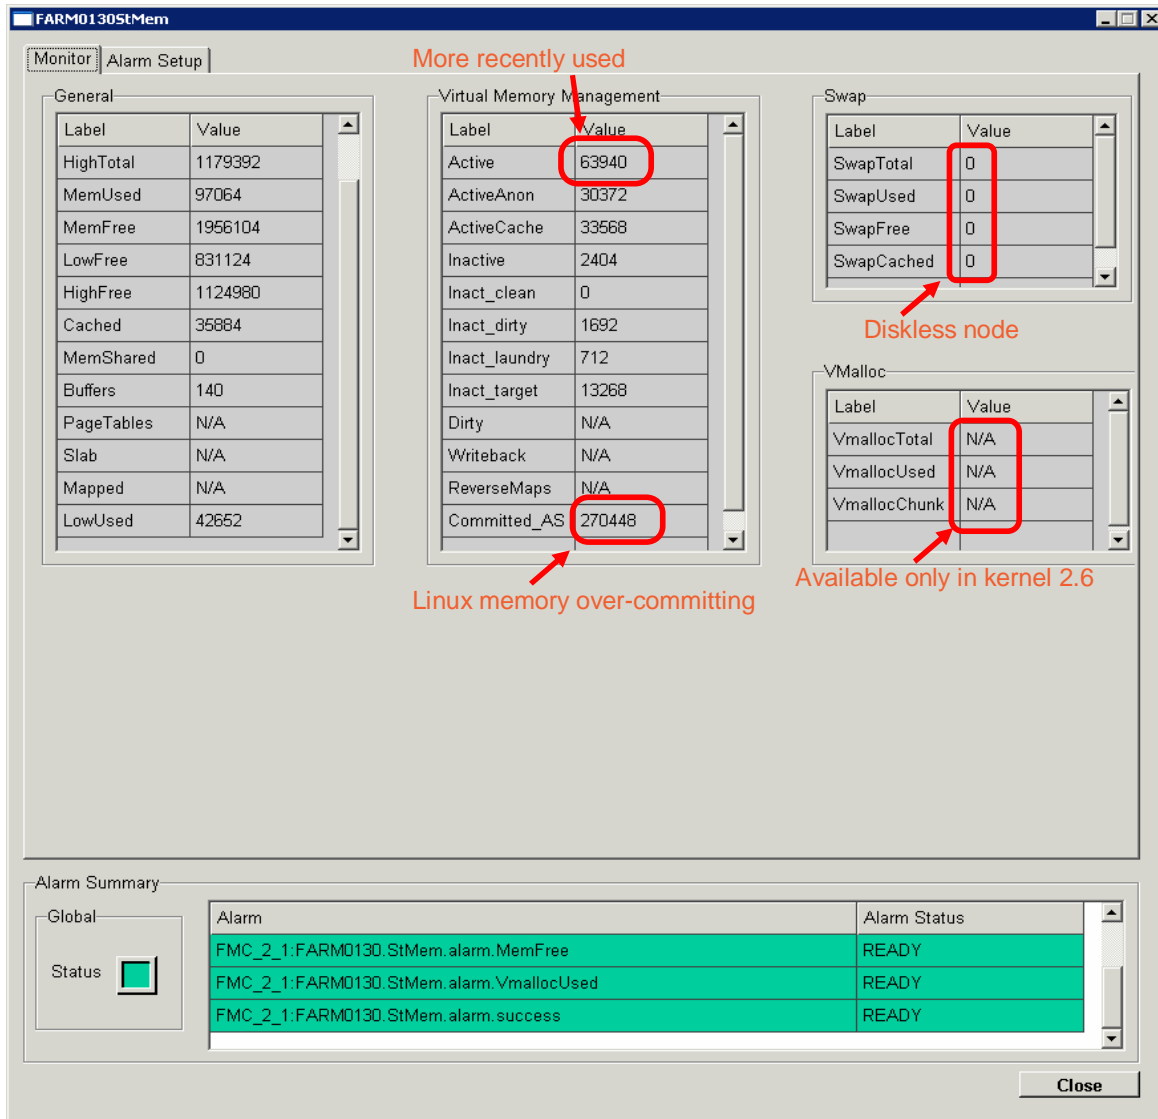 FARM0130StMem
Monitor
Alarm Setup
More recently used
General
Label Value
HighTotal 1179392
MemUsed 97064
MemFree 1956104
LowFree 831124
HighFree 1124980
Cached 35884
MemShared 0
Buffers 140
PageTables N/A
Slab N/A
Mapped N/A
LowUsed 42652
Virtual Memory Management
Label Value
Active 63940
ActiveAnon 30372
ActiveCache 33568
Inactive 2404
Inact_clean 0
Inact_dirty 1692
Inact_laundry 712
Inact_target 13268
Dirty N/A
Writeback N/A
ReverseMaps N/A
Committed_AS 270448
Linux memory over-committing
Swap
Label Value
SwapTotal 0
SwapUsed 0
SwapFree 0
SwapCached 0
Diskless node
VMalloc
Label Value
VmallocTotal N/A
VmallocUsed N/A
VmallocChunk N/A
Available only in kernel 2.6
Alarm Summary
Global
Status
Alarm Alarm Status
FMC_2_1:FARM0130.StMem.alarm.MemFree READY
FMC_2_1:FARM0130.StMem.alarm.VmallocUsed READY
FMC_2_1:FARM0130.StMem.alarm.success READY
Close